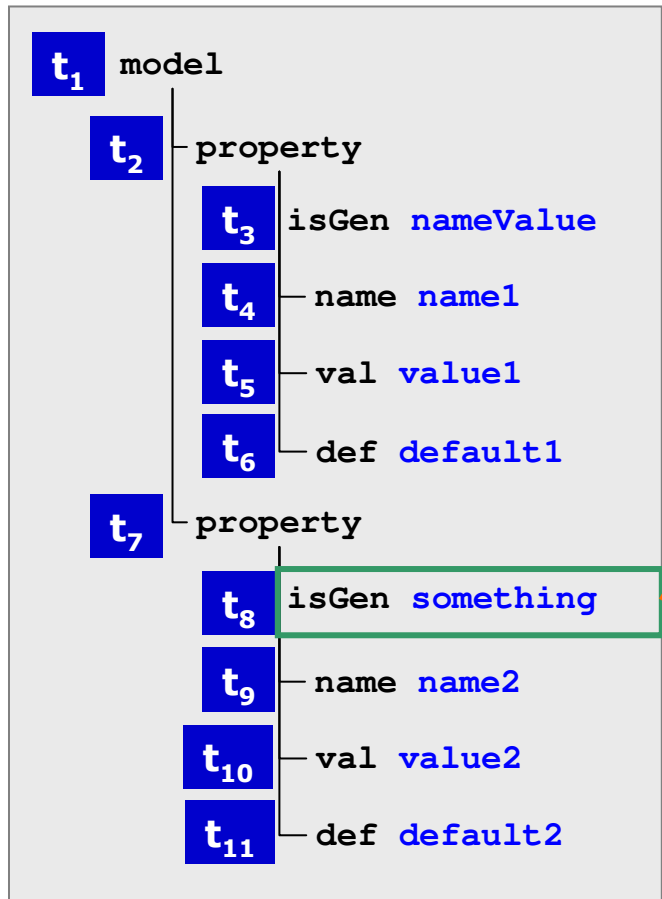 t₁ model
t₂ property
t₃ isGen nameValue
t₄ name name1
t₅ val value1
t₆ def default1
t₇ property
t₈ isGen something
t₉ name name2
t₁₀ val value2
t₁₁ def default2